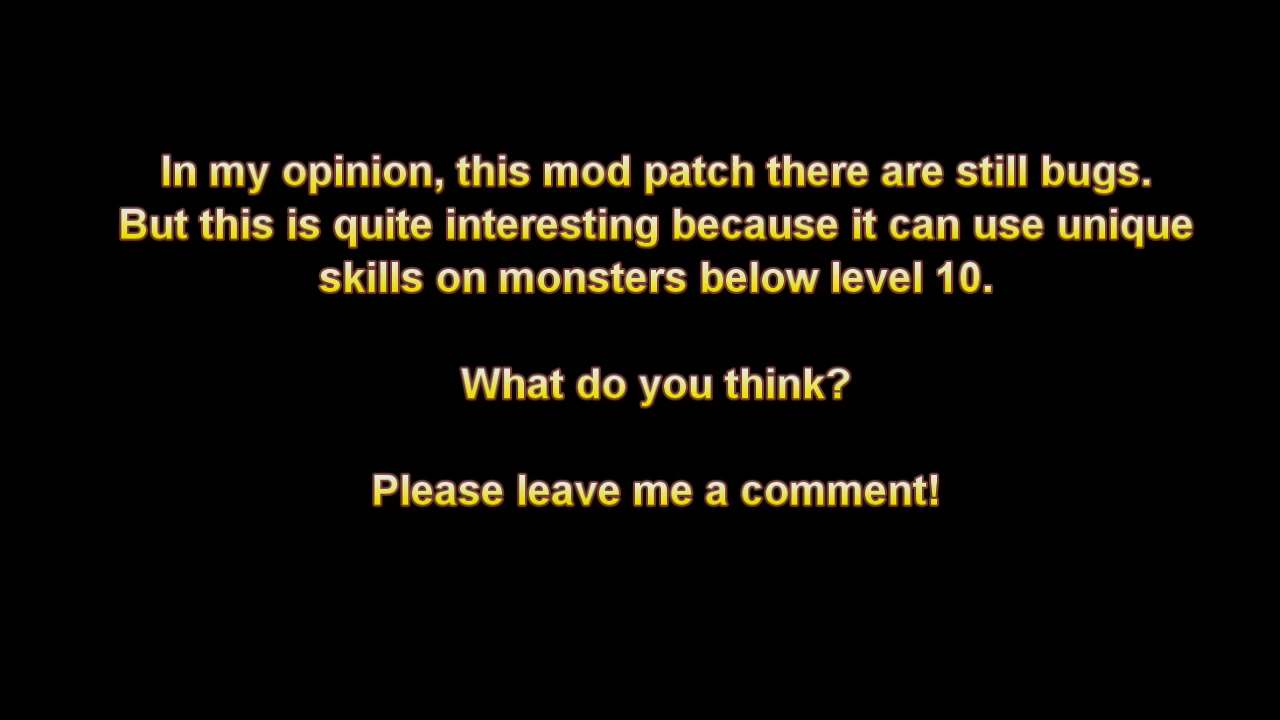 In my opinion, this mod patch there are still bugs.
But this is quite interesting because it can use unique
skills on monsters below level 10.
What do you think?
Please leave me a comment!